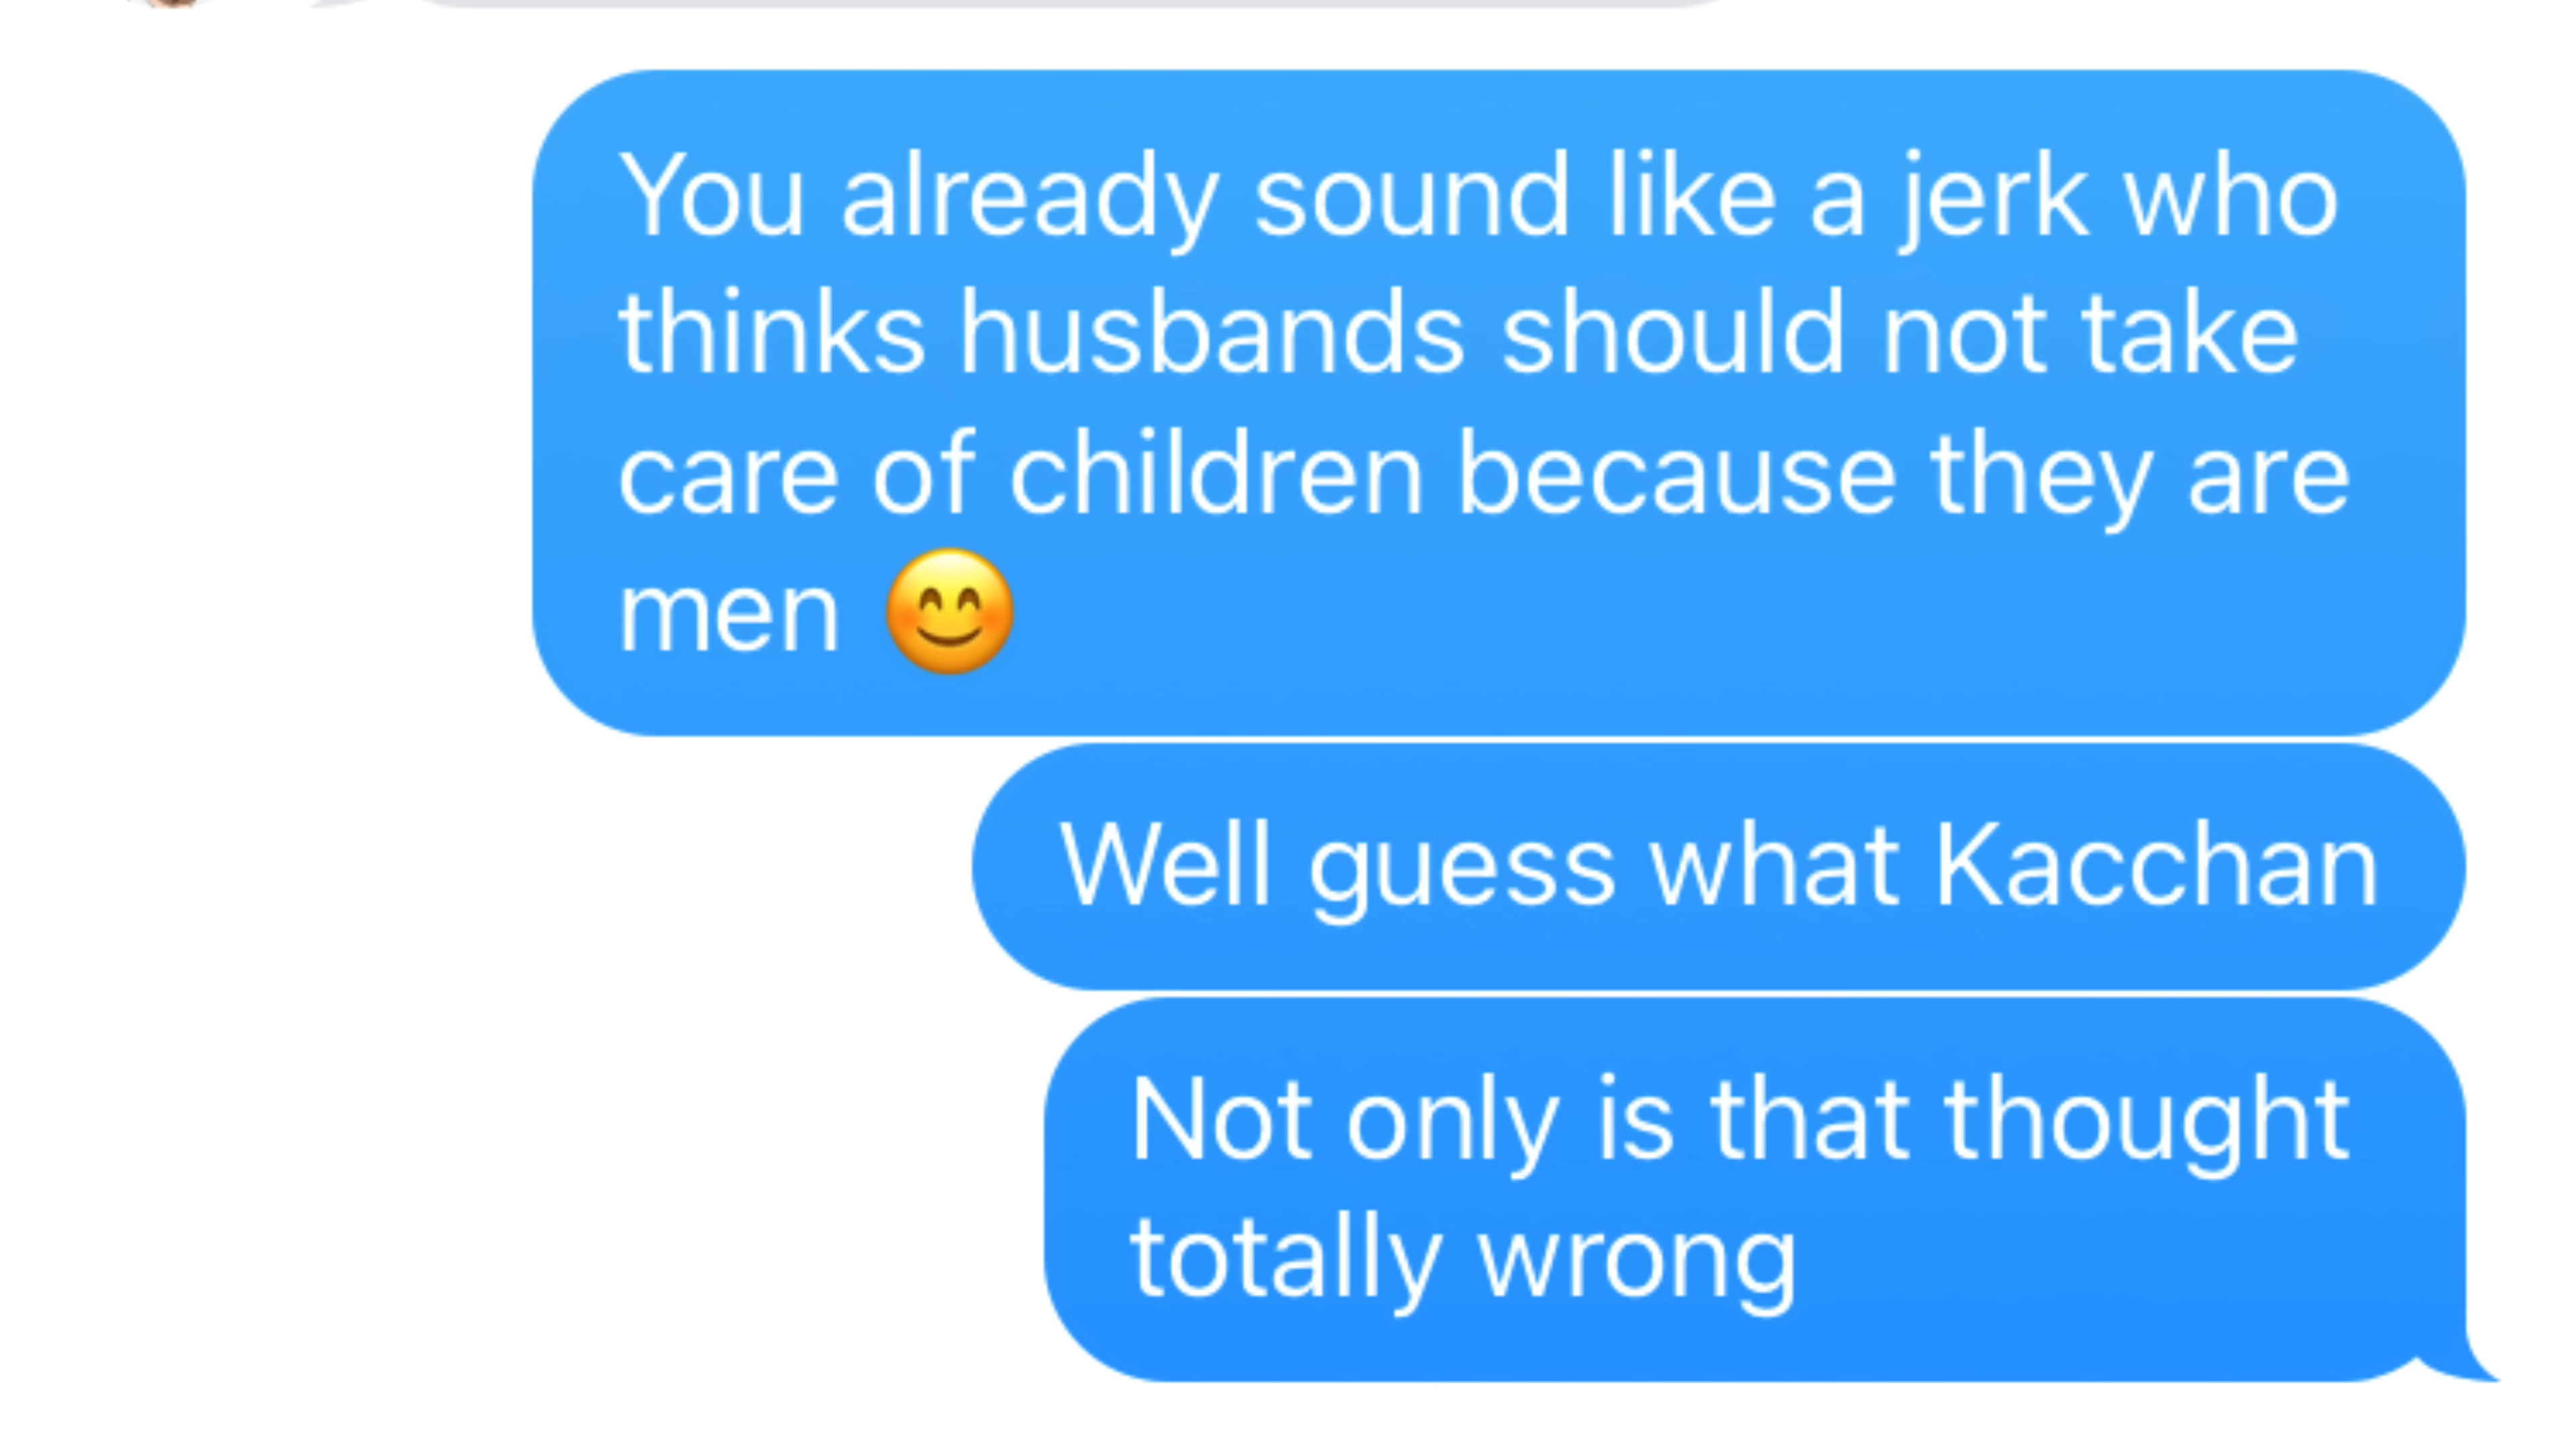 You already sound like a jerk who
thinks husbands should not take
care of children because they are
men 😊
Well guess what Kacchan
Not only is that thought
totally wrong